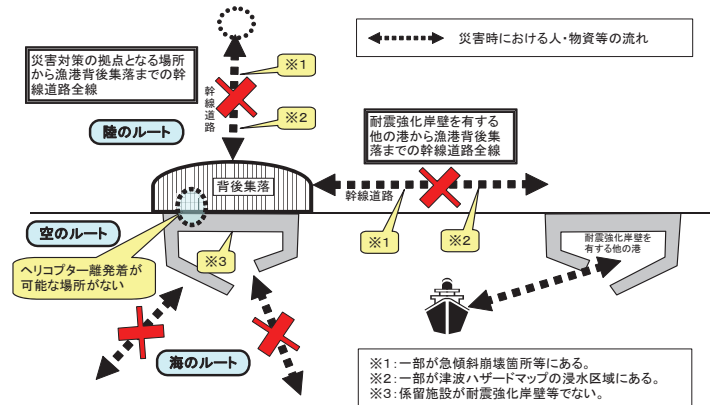 災害時における人・物資等の流れ
災害対策の拠点となる場所
から漁港背後集落までの幹
線道路全線
※1
幹線道路
※2
陸のルート
耐震強化岸壁を有する
他の港から漁港背後集
落までの幹線道路全線
背後集落
幹線道路
※1
※2
空のルート
※3
耐震強化岸壁を
有する他の港
ヘリコプター離発着が
可能な場所がない
海のルート
※1:一部が急傾斜崩壊箇所等にある。
※2:一部が津波ハザードマップの浸水区域にある。
※3:係留施設が耐震強化岸壁等でない。